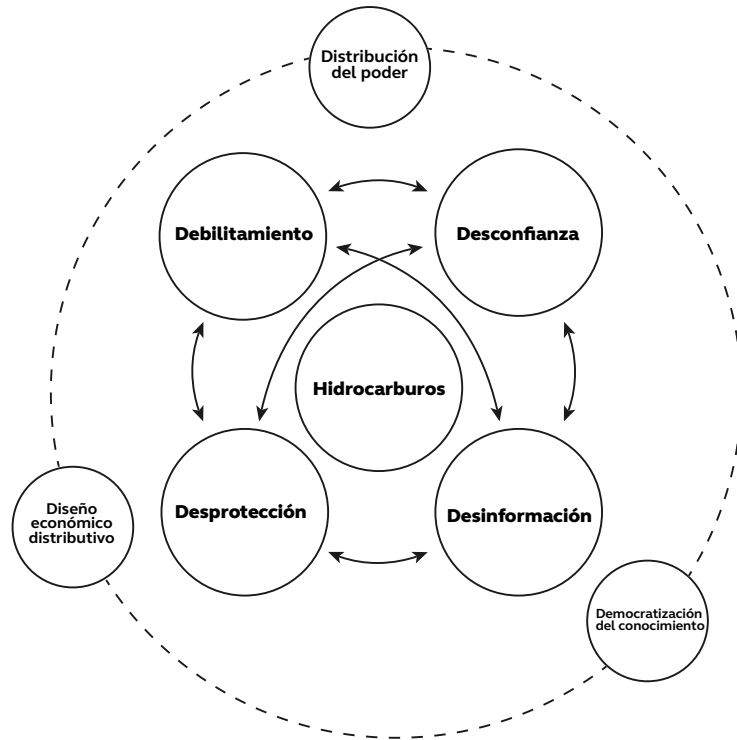 Distribución
del poder
Debilitamiento
Desconfianza
Hidrocarburos
Desprotección
Desinformación
Diseño
económico
distributivo
Democratización
del conocimiento